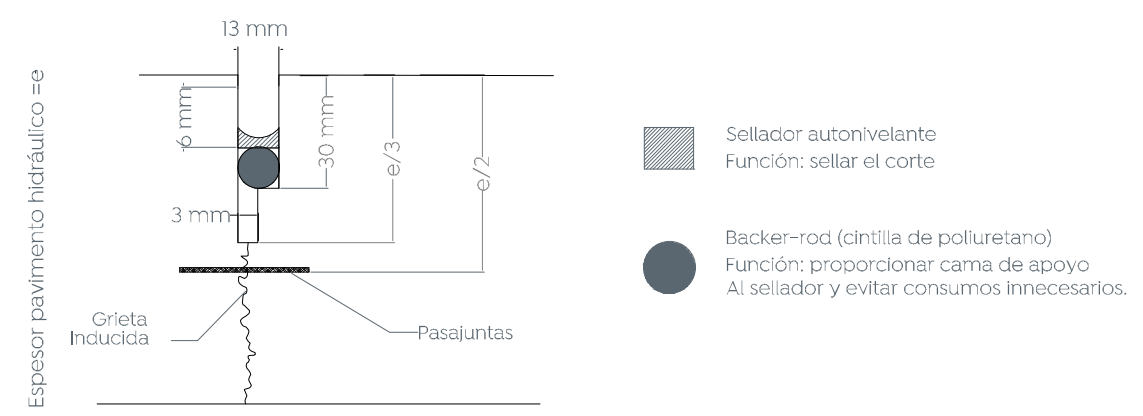 13 mm
Espesor pavimento hidráulico =e
6 mm
30 mm
e/3
e/2
3 mm
Grieta
Inducida
Pasajuntas
Sellador autonivelante
Función: sellar el corte
Backer-rod (cintilla de poliuretano)
Función: proporcionar cama de apoyo
Al sellador y evitar consumos innecesarios.